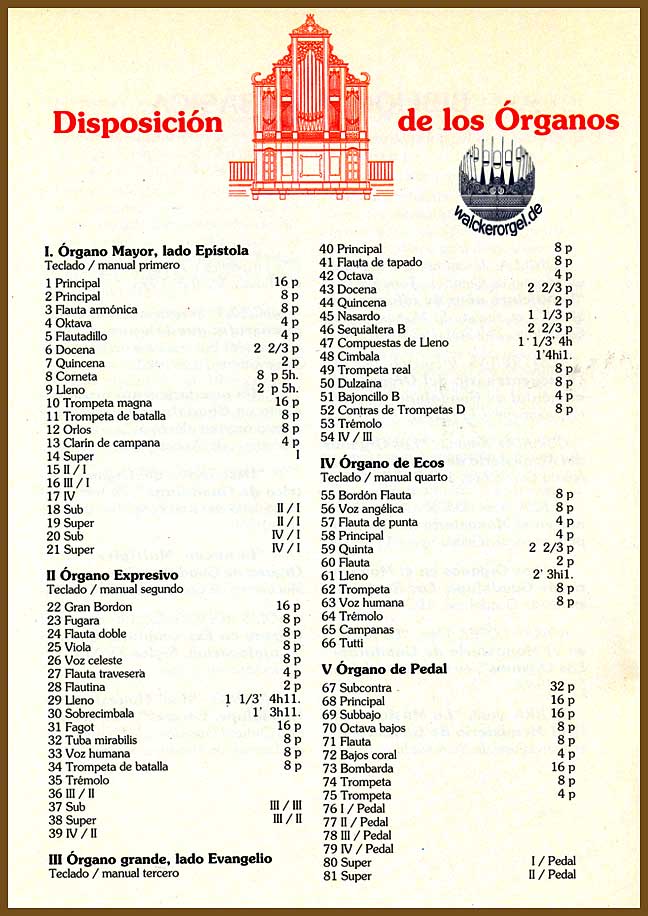 Disposición
de los Órganos
walckerorgel.de
I. Órgano Mayor, lado Epístola
Teclado / manual primero
1 Principal 16 p
2 Principal 8 p
3 Flauta armónica 8 p
4 Oktava 4 p
5 Flautadillo 4 p
6 Docena 2 2/3 p
7 Quincena 2 p
8 Corneta 8 p 5h.
9 Lleno 2 p 5h.
10 Trompeta magna 16 p
11 Trompeta de batalla 8 p
12 Orlos 8 p
13 Clarín de campana 4 p
14 Super I
15 II / I
16 III / I
17 IV
18 Sub II / I
19 Super II / I
20 Sub IV / I
21 Super IV / I
II Órgano Expresivo
Teclado / manual segundo
22 Gran Bordon 16 p
23 Fugara 8 p
24 Flauta doble 8 p
25 Viola 8 p
26 Voz celeste 8 p
27 Flauta traveserà 4 p
28 Flautina 2 p
29 Lleno 1 1/3' 4h11.
30 Sobrecimbala 1' 3h11.
31 Fagot 16 p
32 Tuba mirabilis 8 p
33 Voz humana 8 p
34 Trompeta de batalla 8 p
35 Trémolo
36 III / II
37 Sub III / III
38 Super III / II
39 IV / II
III Órgano grande, lado Evangelio
Teclado / manual tercero
40 Principal 8 p
41 Flauta de tapado 8 p
42 Octava 4 p
43 Docena 2 2/3 p
44 Quincena 2 p
45 Nasardo 1 1/3 p
46 Sequialtera B 2 2/3 p
47 Compuestas de Lleno 1' 1/3' 4h
48 Cimbala 1'4hi1.
49 Trompeta real 8 p
50 Dulzaina 8 p
51 Bajoncillo B 4 p
52 Contras de Trompetas D 8 p
53 Trémolo
54 IV / III
IV Órgano de Ecos
Teclado / manual quarto
55 Bordón Flauta 8 p
56 Voz angélica 8 p
57 Flauta de punta 4 p
58 Principal 4 p
59 Quinta 2 2/3 p
60 Flauta 2 p
61 Lleno 2' 3hi1.
62 Trompeta 8 p
63 Voz humana 8 p
64 Trémolo
65 Campanas
66 Tutti
V Órgano de Pedal
67 Subcontra 32 p
68 Principal 16 p
69 Subbajo 16 p
70 Octava bajos 8 p
71 Flauta 8 p
72 Bajos coral 4 p
73 Bombarda 16 p
74 Trompeta 8 p
75 Trompeta 4 p
76 I / Pedal
77 II / Pedal
78 III / Pedal
79 IV / Pedal
80 Super I / Pedal
81 Super II / Pedal